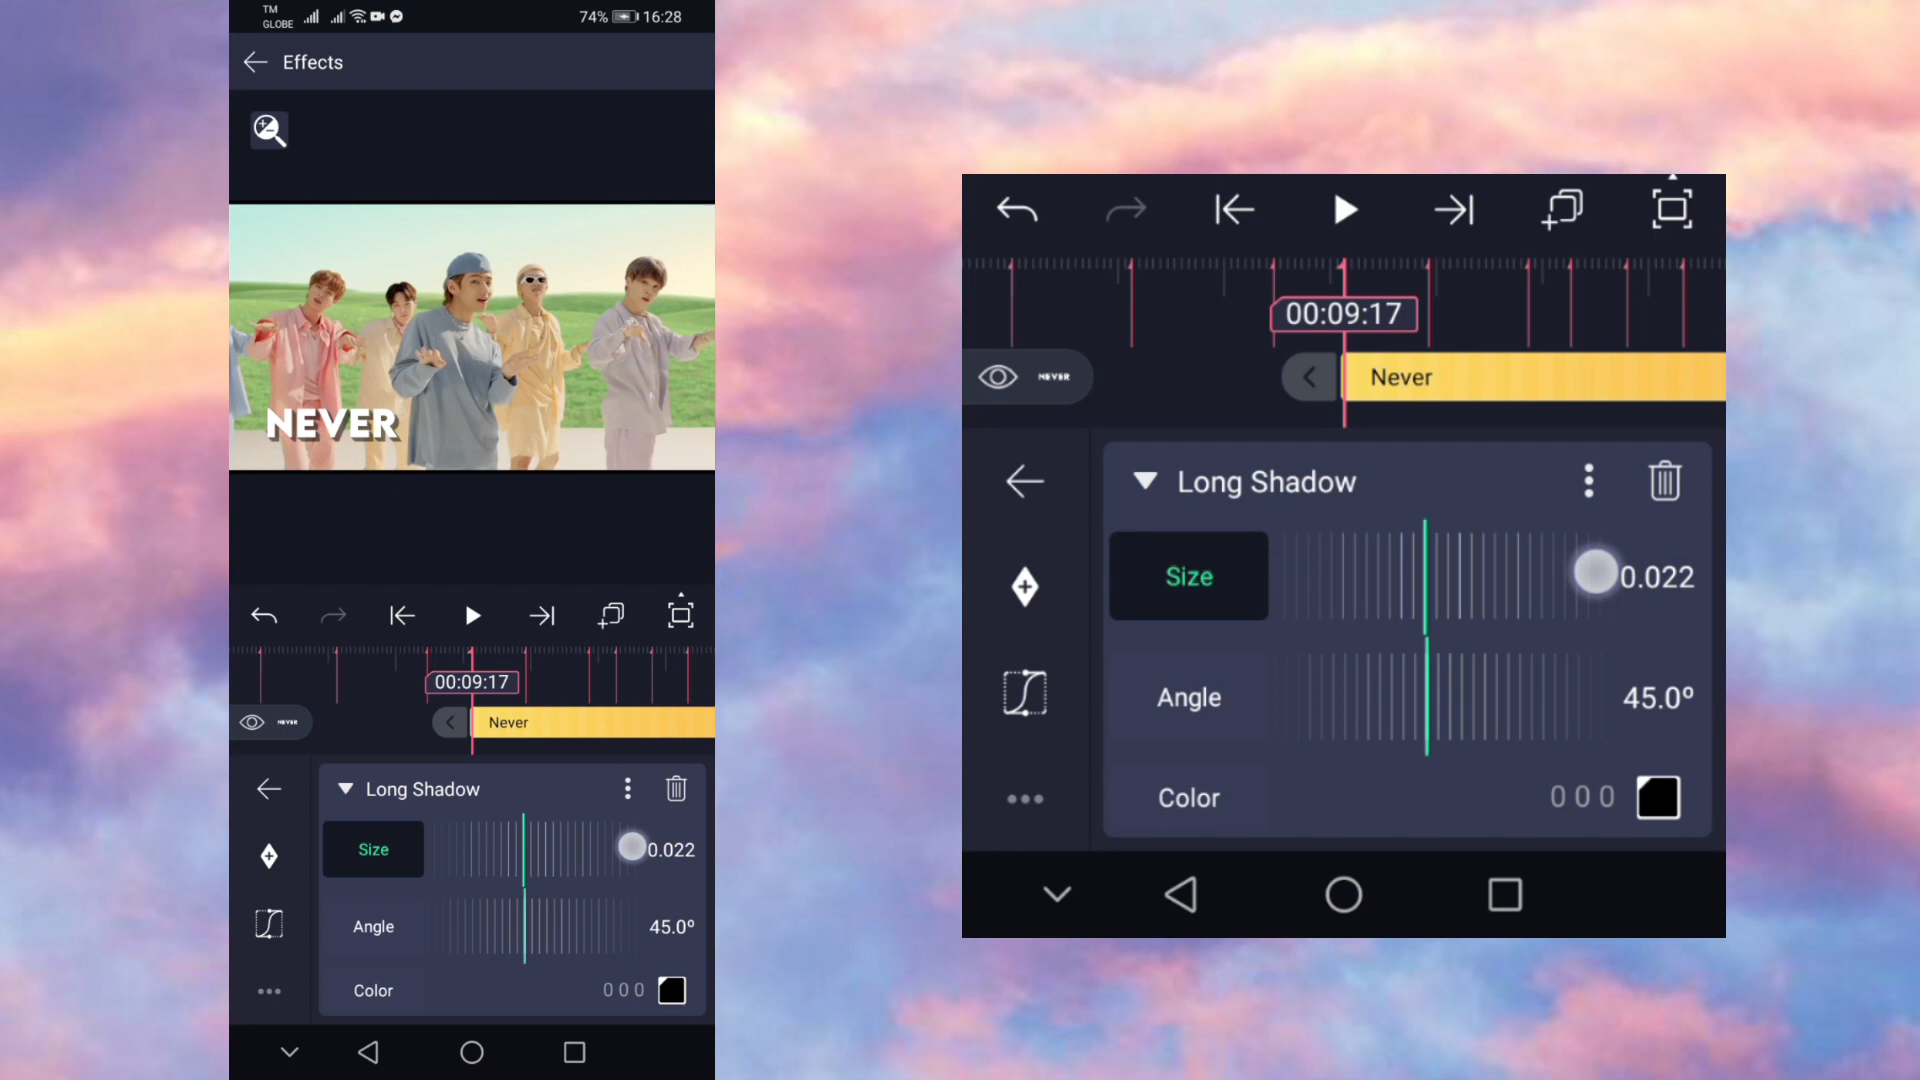 TM
GLOBE
74% 16:28
Effects
NEVER
00:09:17
NEVER
Never
Long Shadow
Size 0.022
Angle 45.0º
Color 0 0 0
00:09:17
NEVER
Never
Long Shadow
Size 0.022
Angle 45.0º
Color 0 0 0